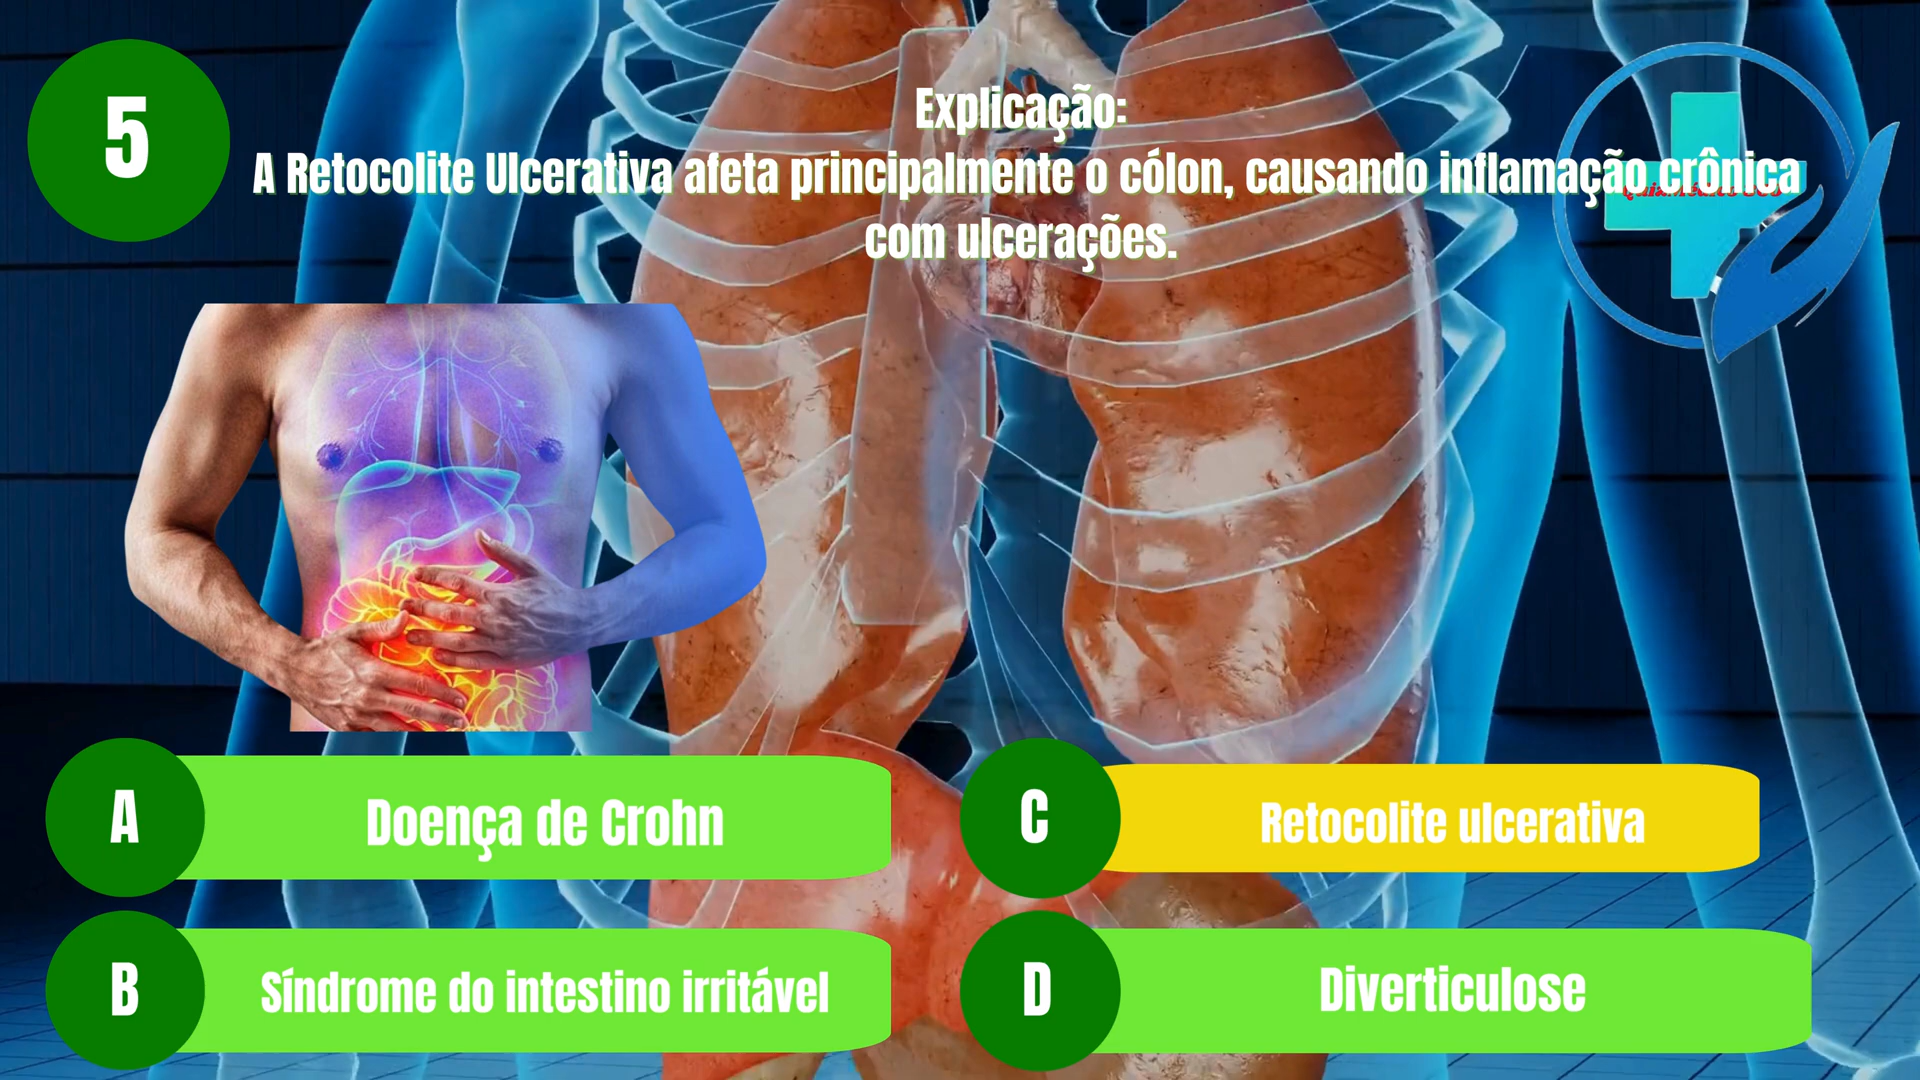 5
Explicação:
A Retocolite Ulcerativa afeta principalmente o cólon, causando inflamação crônica
com ulcerações.
A
Doença de Crohn
B
Síndrome do intestino irritável
C
Retocolite ulcerativa
D
Diverticulose